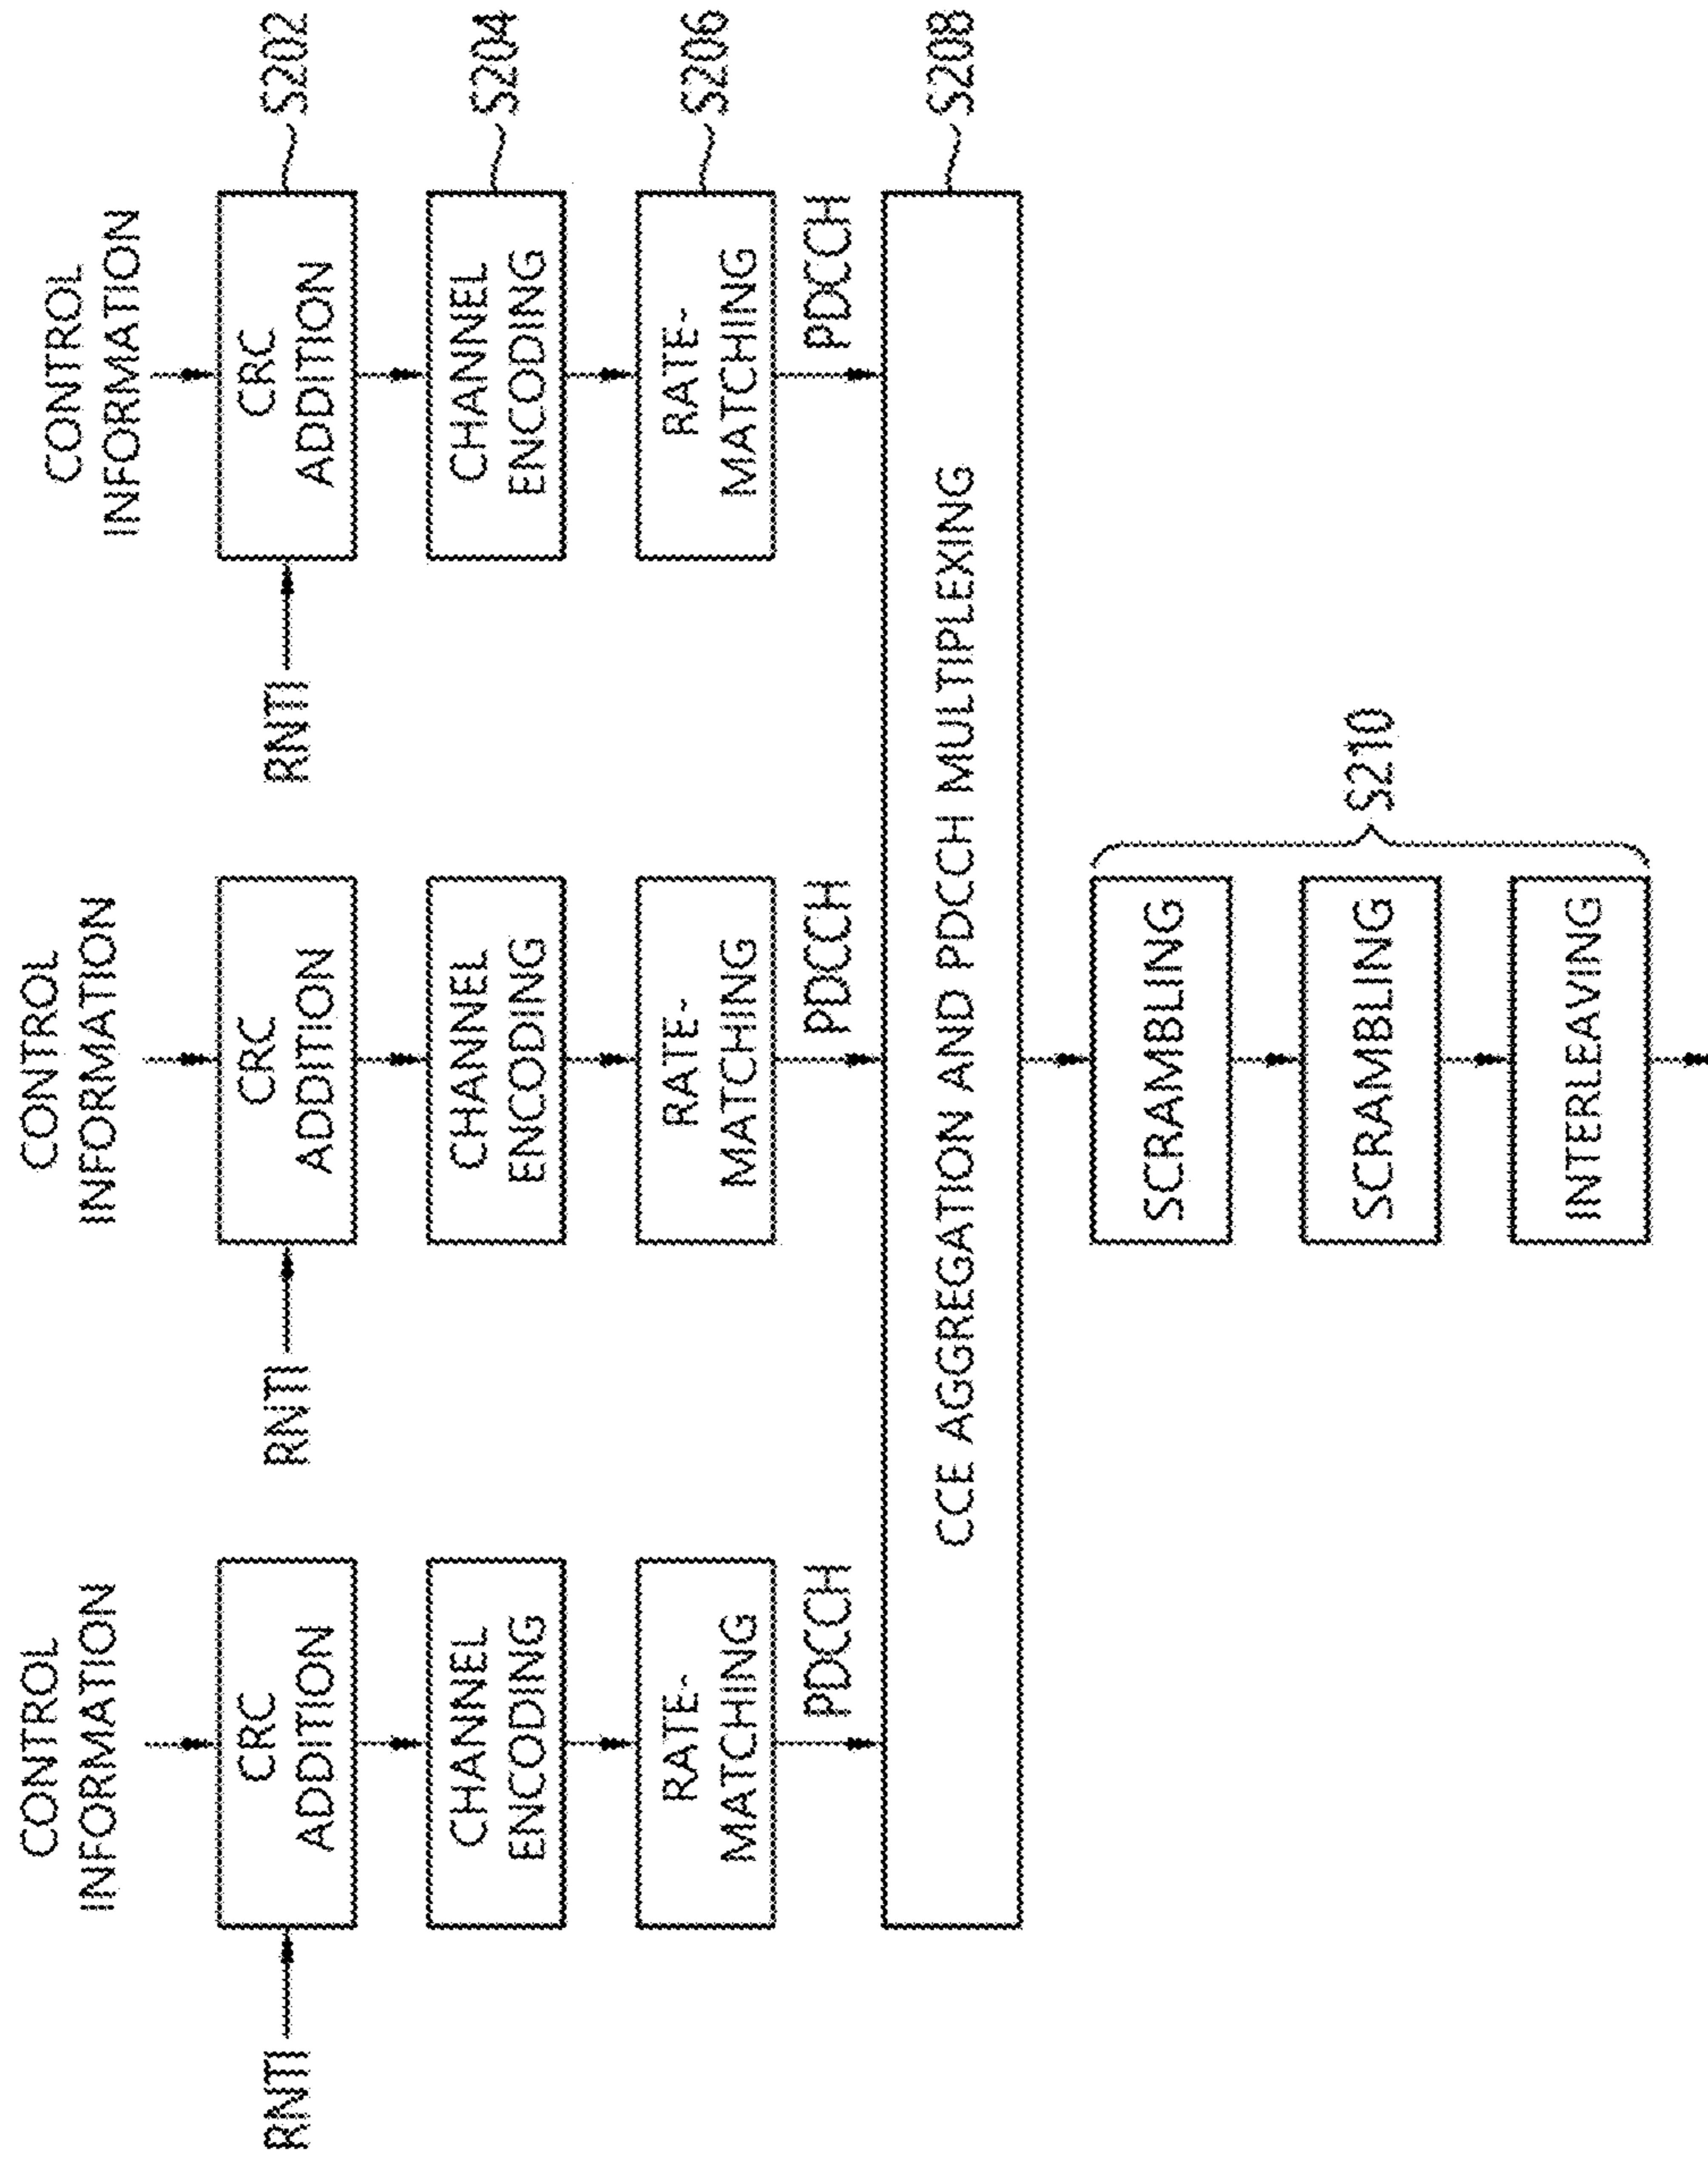 CONTROL
INFORMATION
CONTROL
INFORMATION
CONTROL
INFORMATION
RNTI
CRC
ADDITION
RNTI
CRC
ADDITION
RNTI
CRC
ADDITION
S202
CHANNEL
ENCODING
CHANNEL
ENCODING
CHANNEL
ENCODING
S204
RATE-
MATCHING
RATE-
MATCHING
RATE-
MATCHING
S206
PDCCH
PDCCH
PDCCH
CCE AGGREGATION AND PDCCH MULTIPLEXING
S208
SCRAMBLING
SCRAMBLING
INTERLEAVING
S210